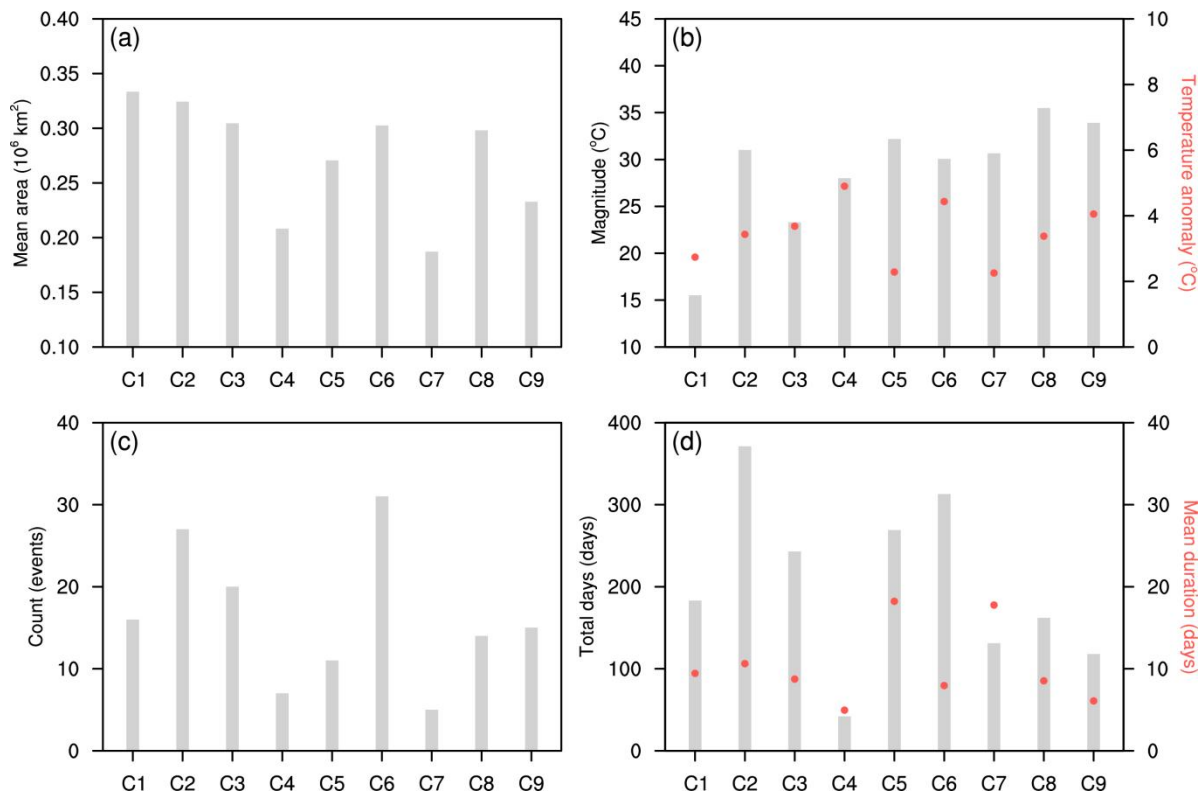 (a)
Mean area (10⁶ km²)
0.40
0.35
0.30
0.25
0.20
0.15
0.10
C1 C2 C3 C4 C5 C6 C7 C8 C9
(b)
Magnitude (°C)
45
40
35
30
25
20
15
10
Temperature anomaly (°C)
10
8
6
4
2
0
C1 C2 C3 C4 C5 C6 C7 C8 C9
(c)
Count (events)
40
30
20
10
0
C1 C2 C3 C4 C5 C6 C7 C8 C9
(d)
Total days (days)
400
300
200
100
0
Mean duration (days)
40
30
20
10
0
C1 C2 C3 C4 C5 C6 C7 C8 C9